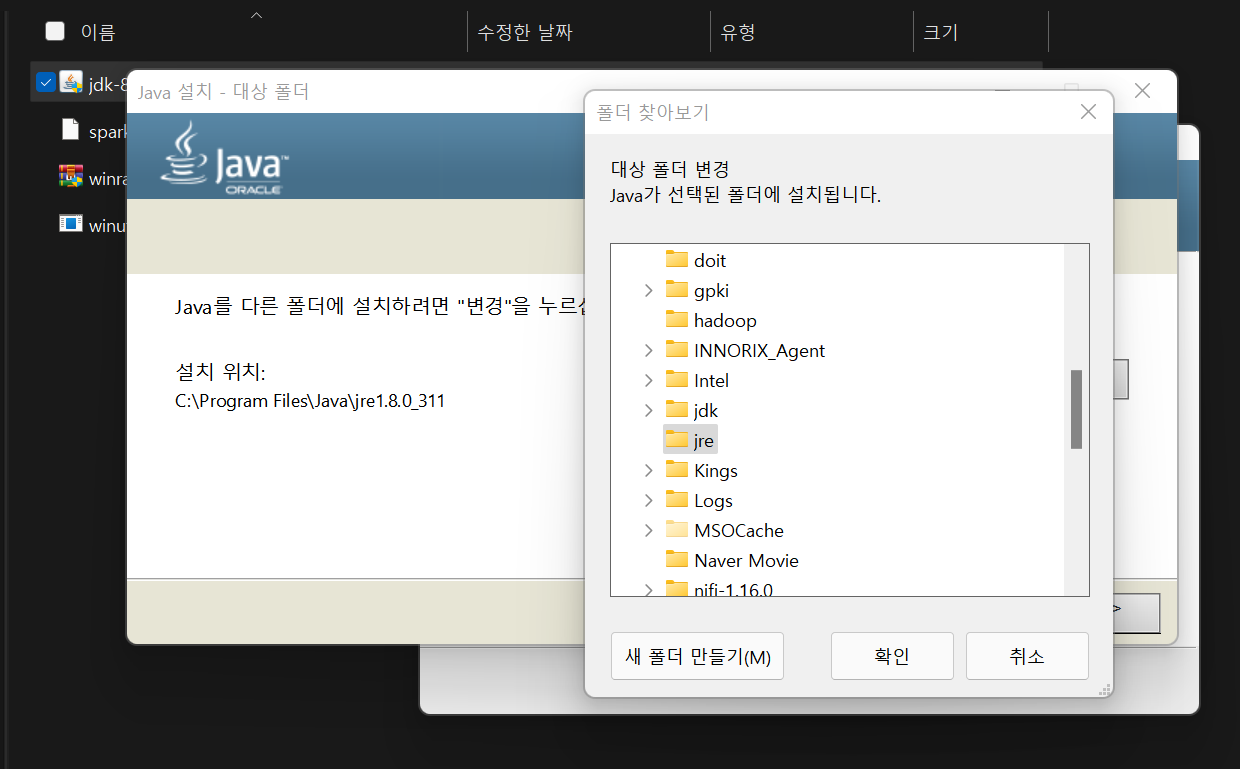 이름
수정한 날짜
유형
크기
jdk-8
spark
winra
winu
Java 설치 - 대상 폴더
Java™
ORACLE
Java를 다른 폴더에 설치하려면 "변경"을 누르십
설치 위치:
C:\Program Files\Java\jre1.8.0_311
>
폴더 찾아보기
대상 폴더 변경
Java가 선택된 폴더에 설치됩니다.
doit
gpki
hadoop
INNORIX_Agent
Intel
jdk
jre
Kings
Logs
MSOCache
Naver Movie
nifi-1.16.0
새 폴더 만들기(M)
확인
취소